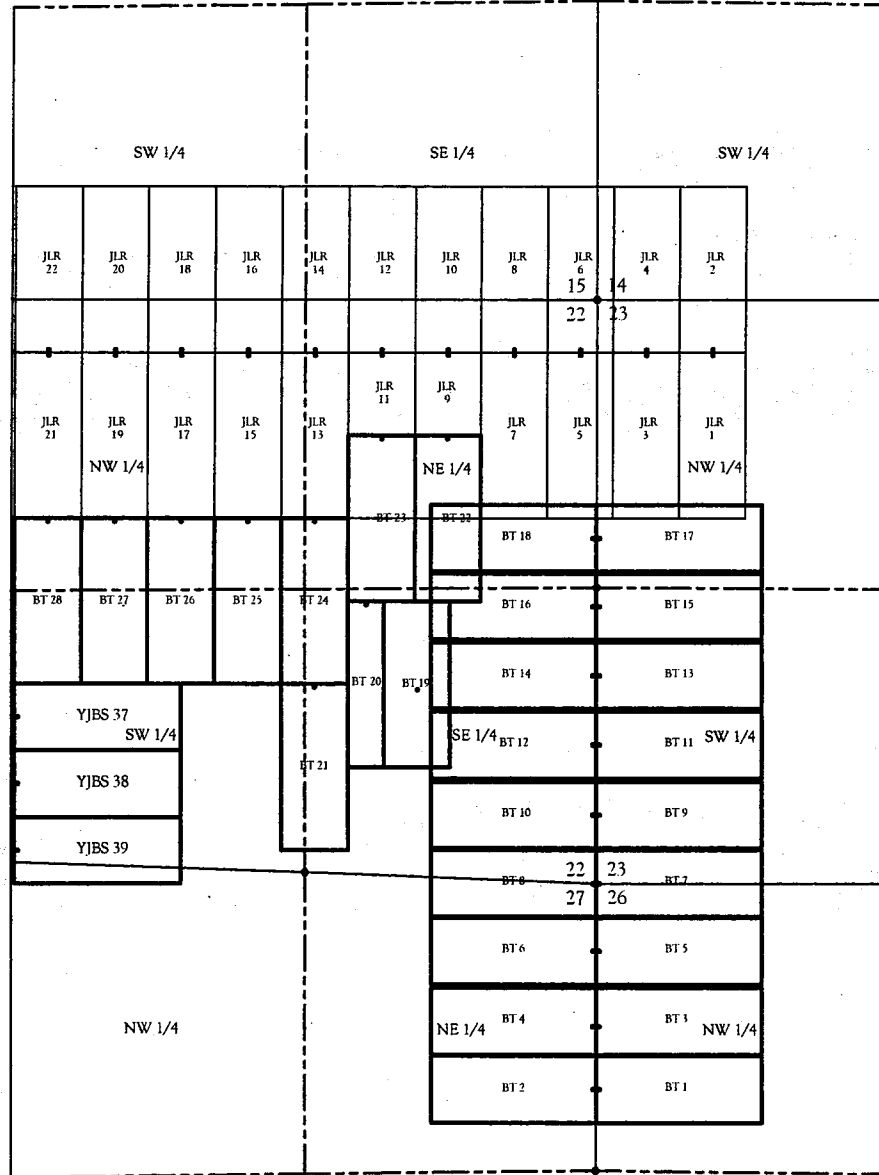 SW 1/4
SE 1/4
SW 1/4
JLR
22
JLR
20
JLR
18
JLR
16
JLR
14
JLR
12
JLR
10
JLR
8
JLR
6
JLR
4
JLR
2
15 14
22 23
JLR
21
JLR
19
JLR
17
JLR
15
JLR
13
JLR
11
JLR
9
JLR
7
JLR
5
JLR
3
JLR
1
NW 1/4
NE 1/4
NW 1/4
BT 23
BT 22
BT 18
BT 17
BT 28
BT 27
BT 26
BT 25
BT 24
BT 16
BT 15
BT 20
BT 19
BT 14
BT 13
YJBS 37
SW 1/4
SE 1/4
BT 12
BT 11
SW 1/4
BT 21
YJBS 38
BT 10
BT 9
YJBS 39
22 23
27 26
BT 8
BT 7
BT 6
BT 5
NW 1/4
BT 4
NE 1/4
BT 3
NW 1/4
BT 2
BT 1